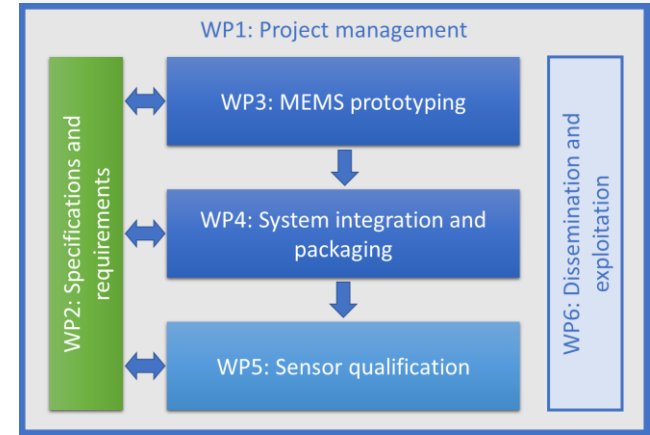 WP1: Project management
WP2: Specifications and
requirements
WP3: MEMS prototyping
WP4: System integration and
packaging
WP5: Sensor qualification
WP6: Dissemination and
exploitation